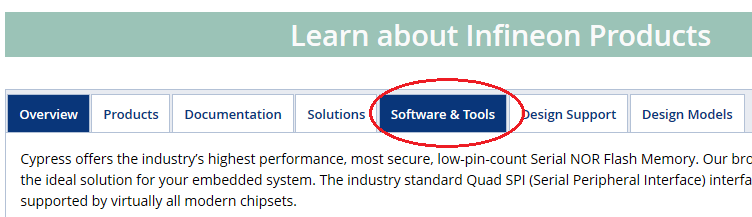 Learn about Infineon Products
Overview Products Documentation Solutions Software & Tools Design Support Design Models
Cypress offers the industry's highest performance, most secure, low-pin-count Serial NOR Flash Memory. Our
the ideal solution for your embedded system. The industry standard Quad SPI (Serial Peripheral Interface)
supported by virtually all modern chipsets.